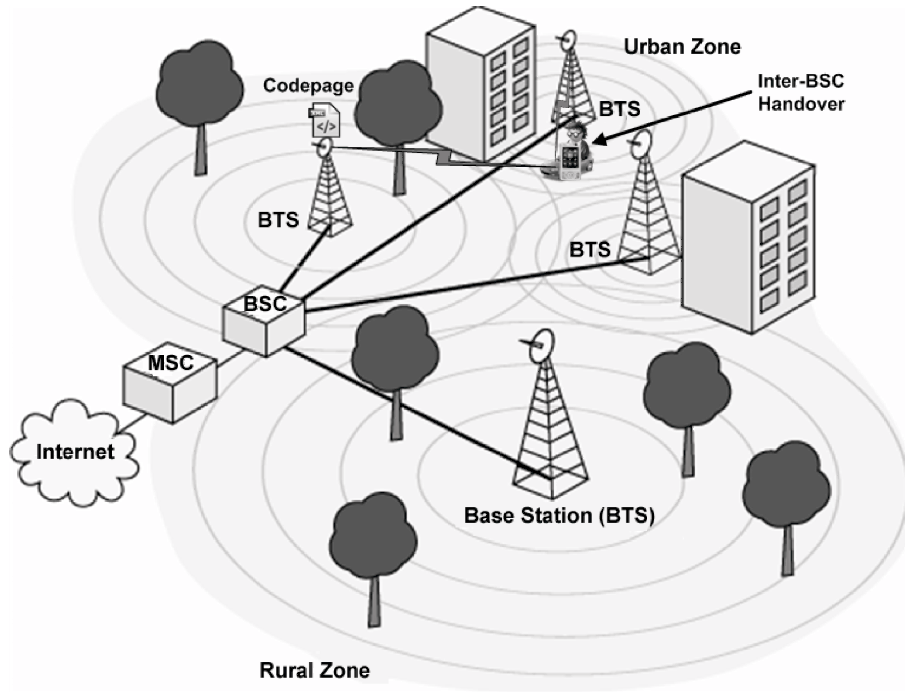 Urban Zone
Codepage
</>
Inter-BSC
Handover
BTS
BTS
BTS
BSC
MSC
Internet
Base Station (BTS)
Rural Zone